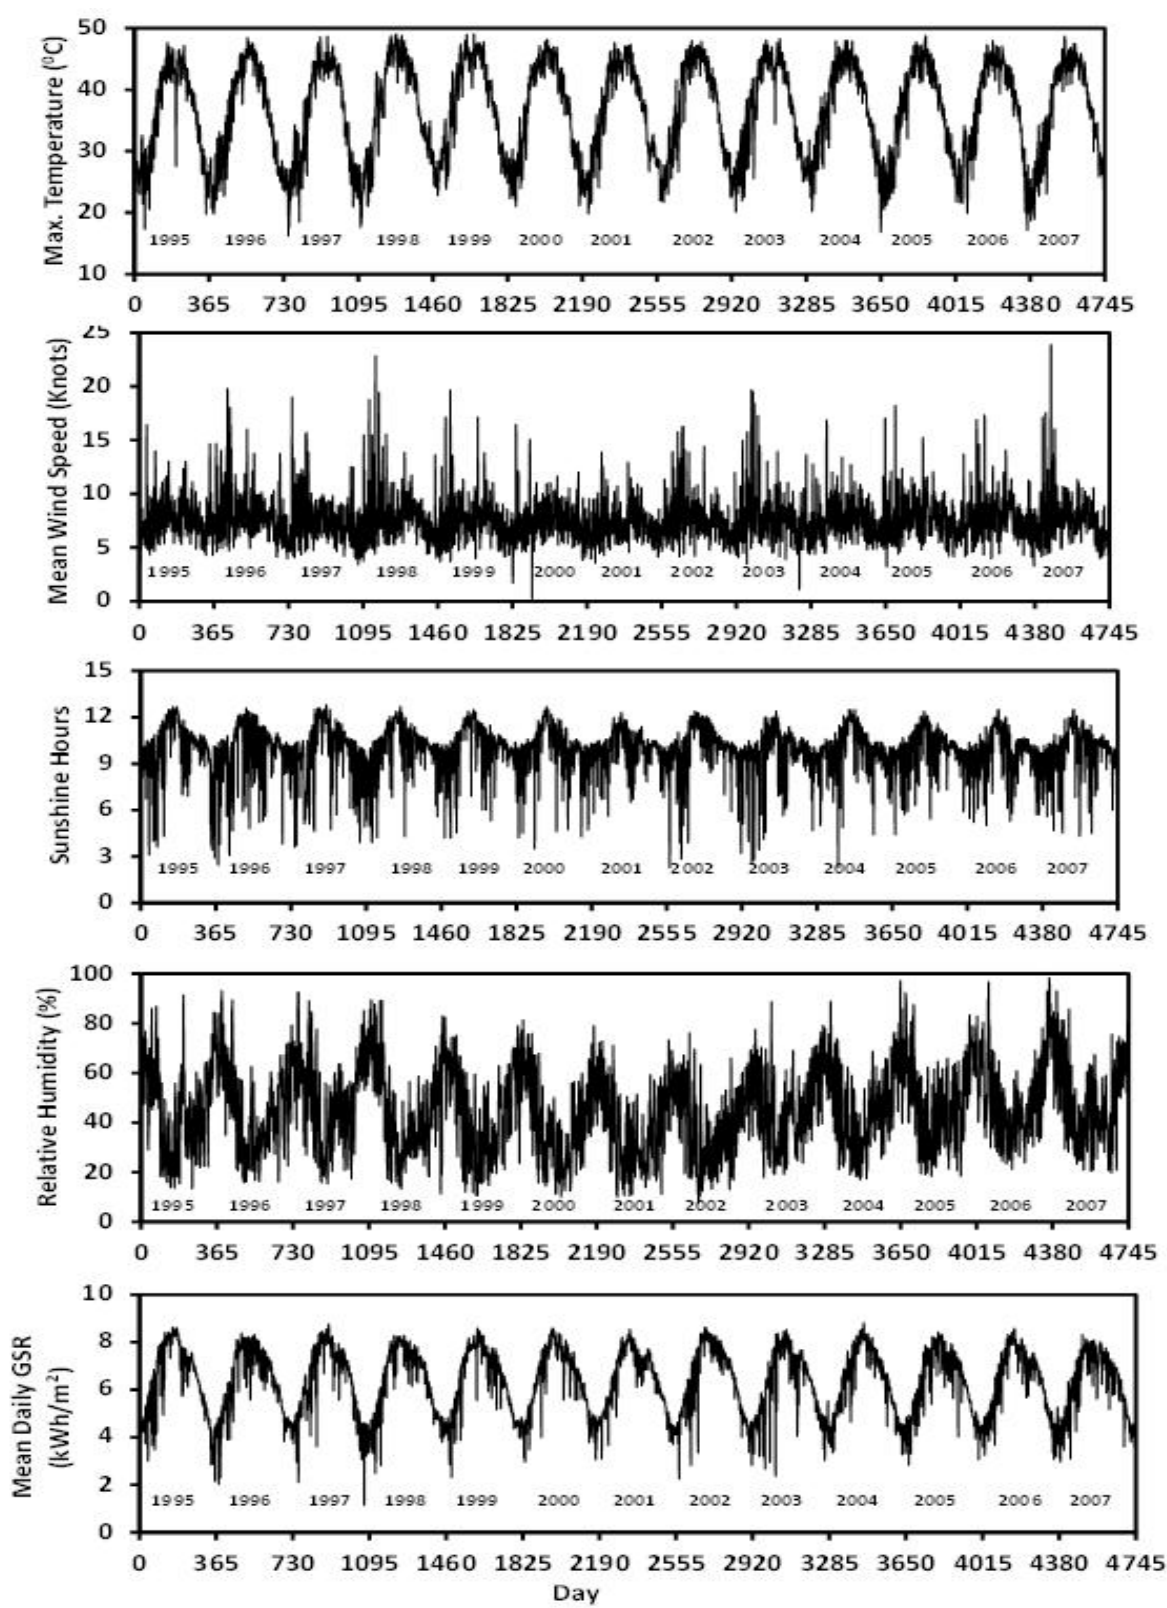 50
40
30
20
10
Max. Temperature (⁰C)
1995 1996 1997 1998 1999 2000 2001 2002 2003 2004 2005 2006 2007
0 365 730 1095 1460 1825 2190 2555 2920 3285 3650 4015 4380 4745
25
20
15
10
5
0
Mean Wind Speed (Knots)
1995 1996 1997 1998 1999 2000 2001 2002 2003 2004 2005 2006 2007
0 365 730 1095 1460 1825 2190 2555 2920 3285 3650 4015 4380 4745
15
12
9
6
3
0
Sunshine Hours
1995 1996 1997 1998 1999 2000 2001 2002 2003 2004 2005 2006 2007
0 365 730 1095 1460 1825 2190 2555 2920 3285 3650 4015 4380 4745
100
80
60
40
20
0
Relative Humidity (%)
1995 1996 1997 1998 1999 2000 2001 2002 2003 2004 2005 2006 2007
0 365 730 1095 1460 1825 2190 2555 2920 3285 3650 4015 4380 4745
10
8
6
4
2
0
Mean Daily GSR
(kWh/m²)
1995 1996 1997 1998 1999 2000 2001 2002 2003 2004 2005 2006 2007
0 365 730 1095 1460 1825 2190 2555 2920 3285 3650 4015 4380 4745
Day